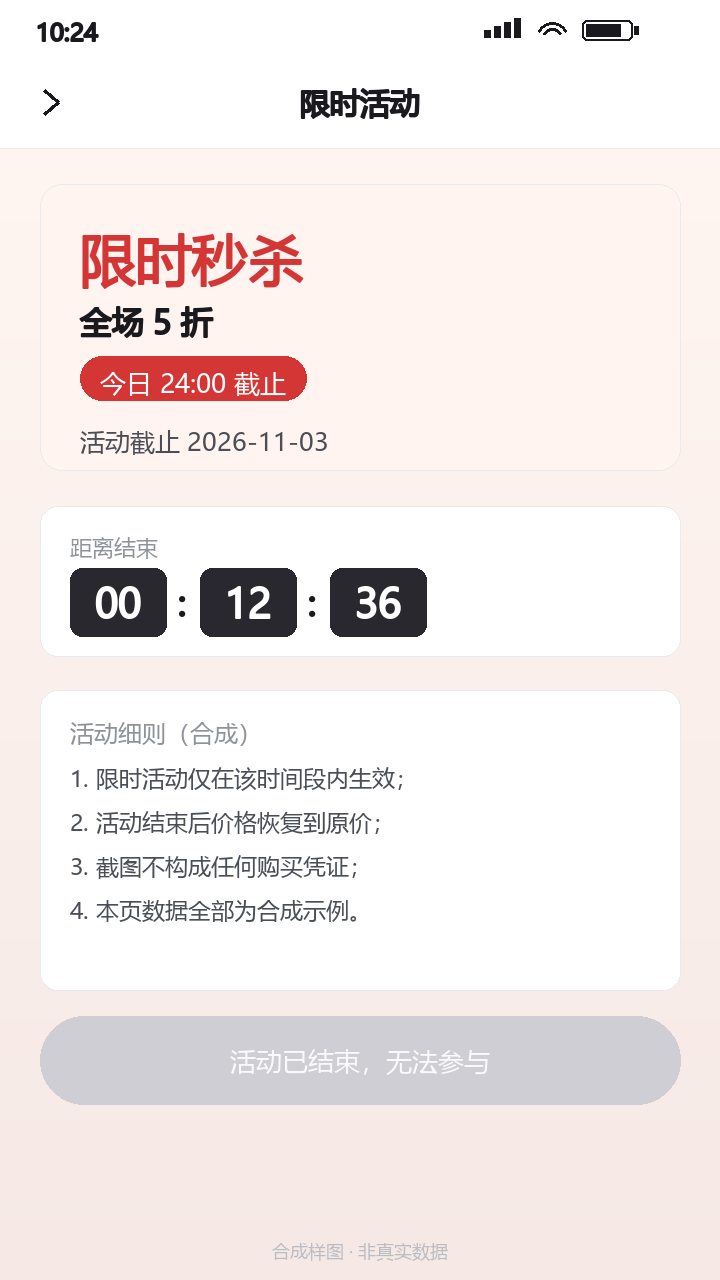 10:24
限时活动
限时秒杀
全场 5 折
今日 24:00 截止
活动截止 2026-11-03
距离结束
00 : 12 : 36
活动细则（合成）
1. 限时活动仅在该时间段内生效；
2. 活动结束后价格恢复到原价；
3. 截图不构成任何购买凭证；
4. 本页数据全部为合成示例。
活动已结束，无法参与
合成样图 · 非真实数据